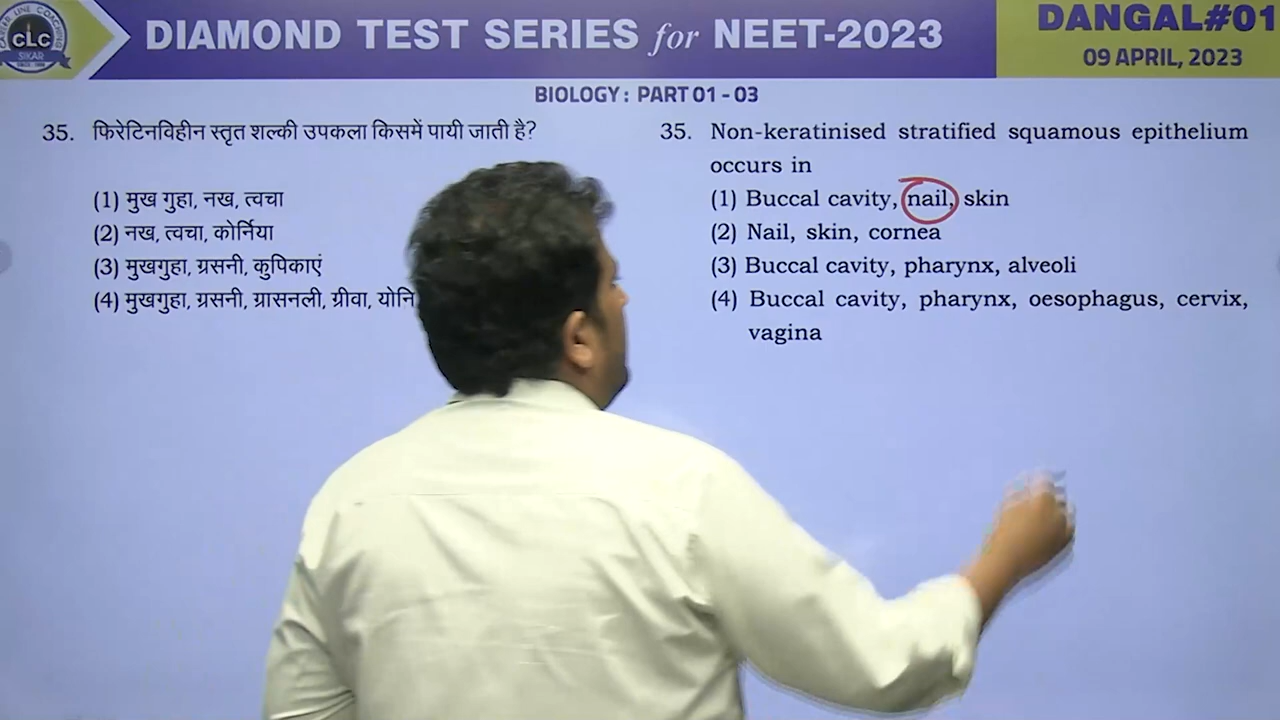 CAREER LINE COACHING
CLC
SIKAR
DIAMOND TEST SERIES for NEET-2023
DANGAL#01
09 APRIL, 2023
BIOLOGY : PART 01 - 03
35. फिरेटिनविहीन स्तृत शल्की उपकला किसमें पायी जाती है?
(1) मुख गुहा, नख, त्वचा
(2) नख, त्वचा, कोर्निया
(3) मुखगुहा, ग्रसनी, कुपिकाएं
(4) मुखगुहा, ग्रसनी, ग्रासनली, ग्रीवा, योनि
35. Non-keratinised stratified squamous epithelium
occurs in
(1) Buccal cavity, nail, skin
(2) Nail, skin, cornea
(3) Buccal cavity, pharynx, alveoli
(4) Buccal cavity, pharynx, oesophagus, cervix,
vagina